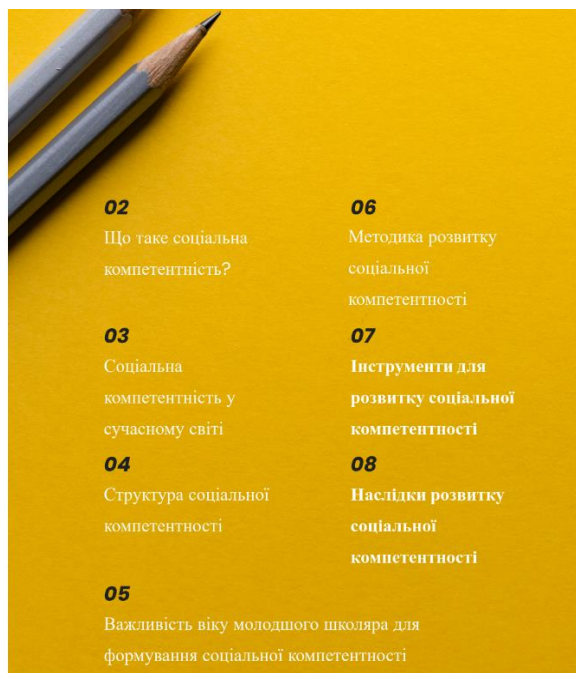 02
Що таке соціальна
компетентність?
03
Соціальна
компетентність у
сучасному світі
04
Структура соціальної
компетентності
05
Важливість віку молодшого школяра для
формування соціальної компетентності
06
Методика розвитку
соціальної
компетентності
07
Інструменти для
розвитку соціальної
компетентності
08
Наслідки розвитку
соціальної
компетентності